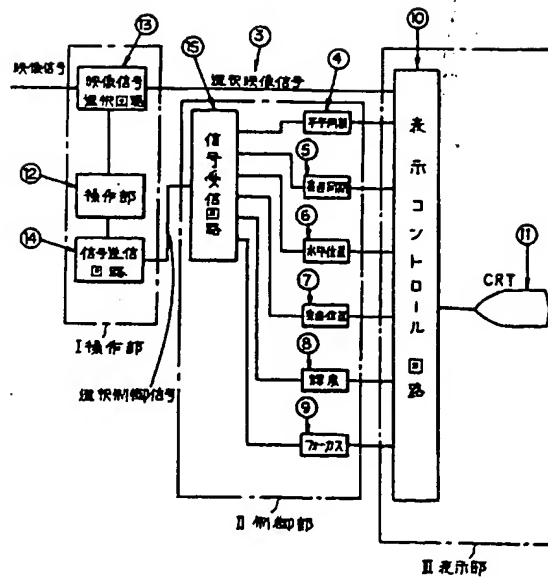 ⑬
映像信号
映像信号
選択回路
⑫
操作部
⑭
信号送信
回路
I 操作部
選択制御信号
③
選択映像信号
⑮
信号受信回路
④
水平同期
⑤
垂直同期
⑥
水平位置
⑦
垂直位置
⑧
輝度
⑨
フォーカス
II 制御部
⑩
表示コントロール回路
⑪
CRT
III 表示部